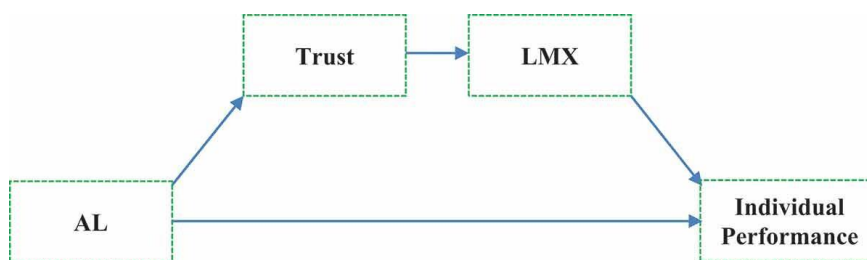 Trust
LMX
AL
Individual
Performance